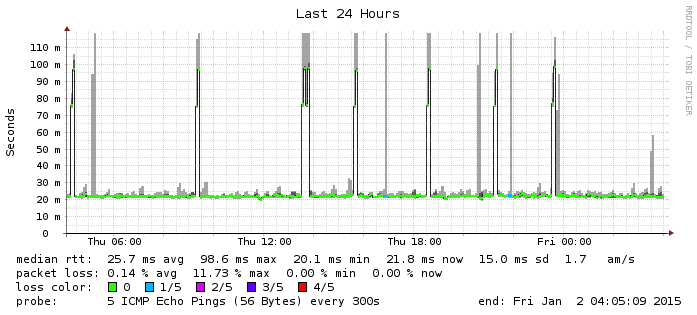 Last 24 Hours
RRDTOOL / TOBI OETIKER
Seconds
110 m
100 m
90 m
80 m
70 m
60 m
50 m
40 m
30 m
20 m
10 m
0
Thu 06:00 Thu 12:00 Thu 18:00 Fri 00:00
median rtt: 25.7 ms avg 98.6 ms max 20.1 ms min 21.8 ms now 15.0 ms sd 1.7 am/s
packet loss: 0.14 % avg 11.73 % max 0.00 % min 0.00 % now
loss color: 0 1/5 2/5 3/5 4/5
probe: 5 ICMP Echo Pings (56 Bytes) every 300s end: Fri Jan 2 04:05:09 2015